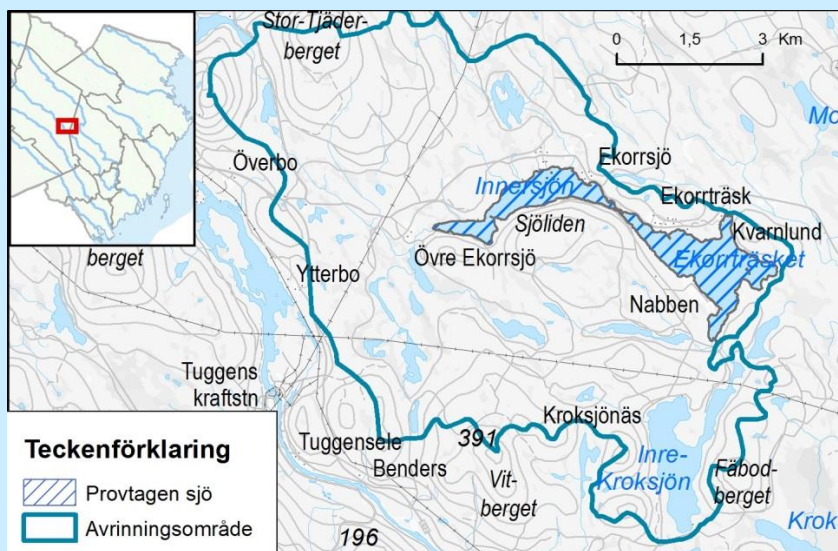 Stor-Tjäder-
berget
0 1,5 3 Km
Mo
Överbo
Ekorrsjö
Innersjön
Ekorrträsk
Sjöliden
Kvarnlund
berget
Övre Ekorrsjö
Ekorrträsket
Ytterbo
Nabben
Tuggens
kraftstn
Kroksjönäs
Tuggensele
391
Benders
Inre-
Kroksjön
Vit-
berget
Fäbod-
berget
Krok
196
Teckenförklaring
Provtagen sjö
Avrinningsområde